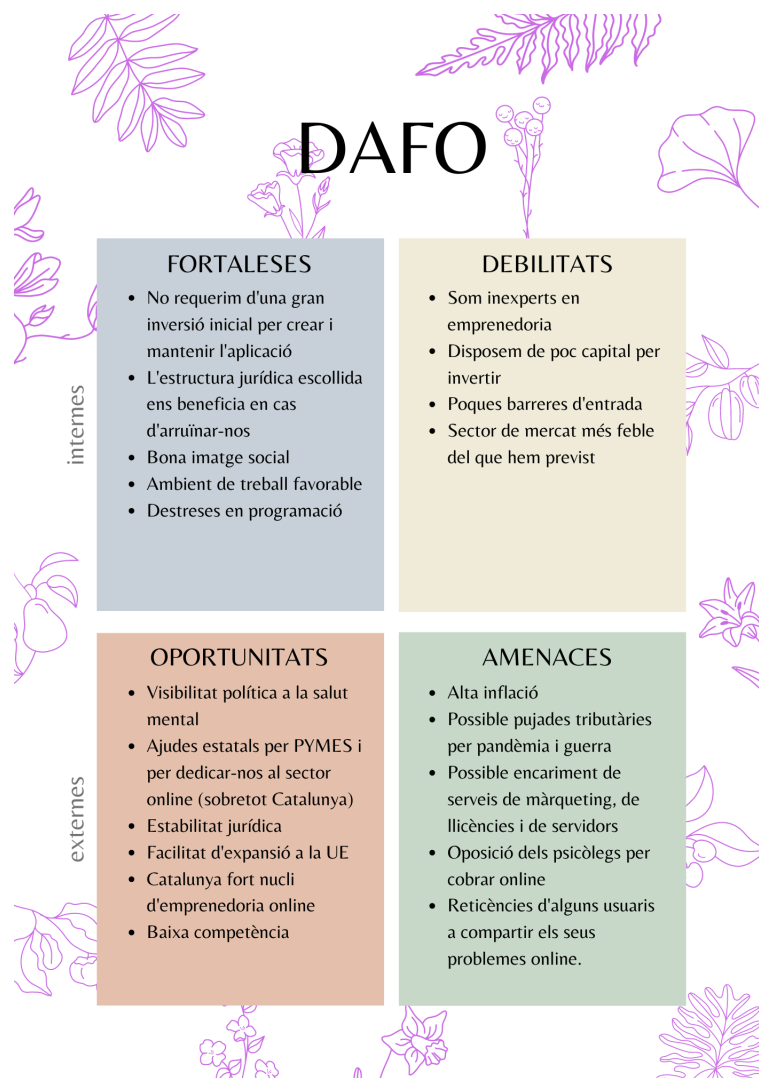 DAFO
internes
FORTALESES
• No requerim d'una gran
inversió inicial per crear i
mantenir l'aplicació
• L'estructura jurídica escollida
ens beneficia en cas
d'arruïnar-nos
• Bona imatge social
• Ambient de treball favorable
• Destreses en programació
DEBILITATS
• Som inexperts en
emprenedoria
• Disposem de poc capital per
invertir
• Poques barreres d'entrada
• Sector de mercat més feble
del que hem previst
externes
OPORTUNITATS
• Visibilitat política a la salut
mental
• Ajudes estatals per PYMES i
per dedicar-nos al sector
online (sobretot Catalunya)
• Estabilitat jurídica
• Facilitat d'expansió a la UE
• Catalunya fort nucli
d'emprenedoria online
• Baixa competència
AMENACES
• Alta inflació
• Possible pujades tributàries
per pandèmia i guerra
• Possible encariment de
serveis de màrqueting, de
llicències i de servidors
• Oposició dels psicòlegs per
cobrar online
• Reticències d'alguns usuaris
a compartir els seus
problemes online.